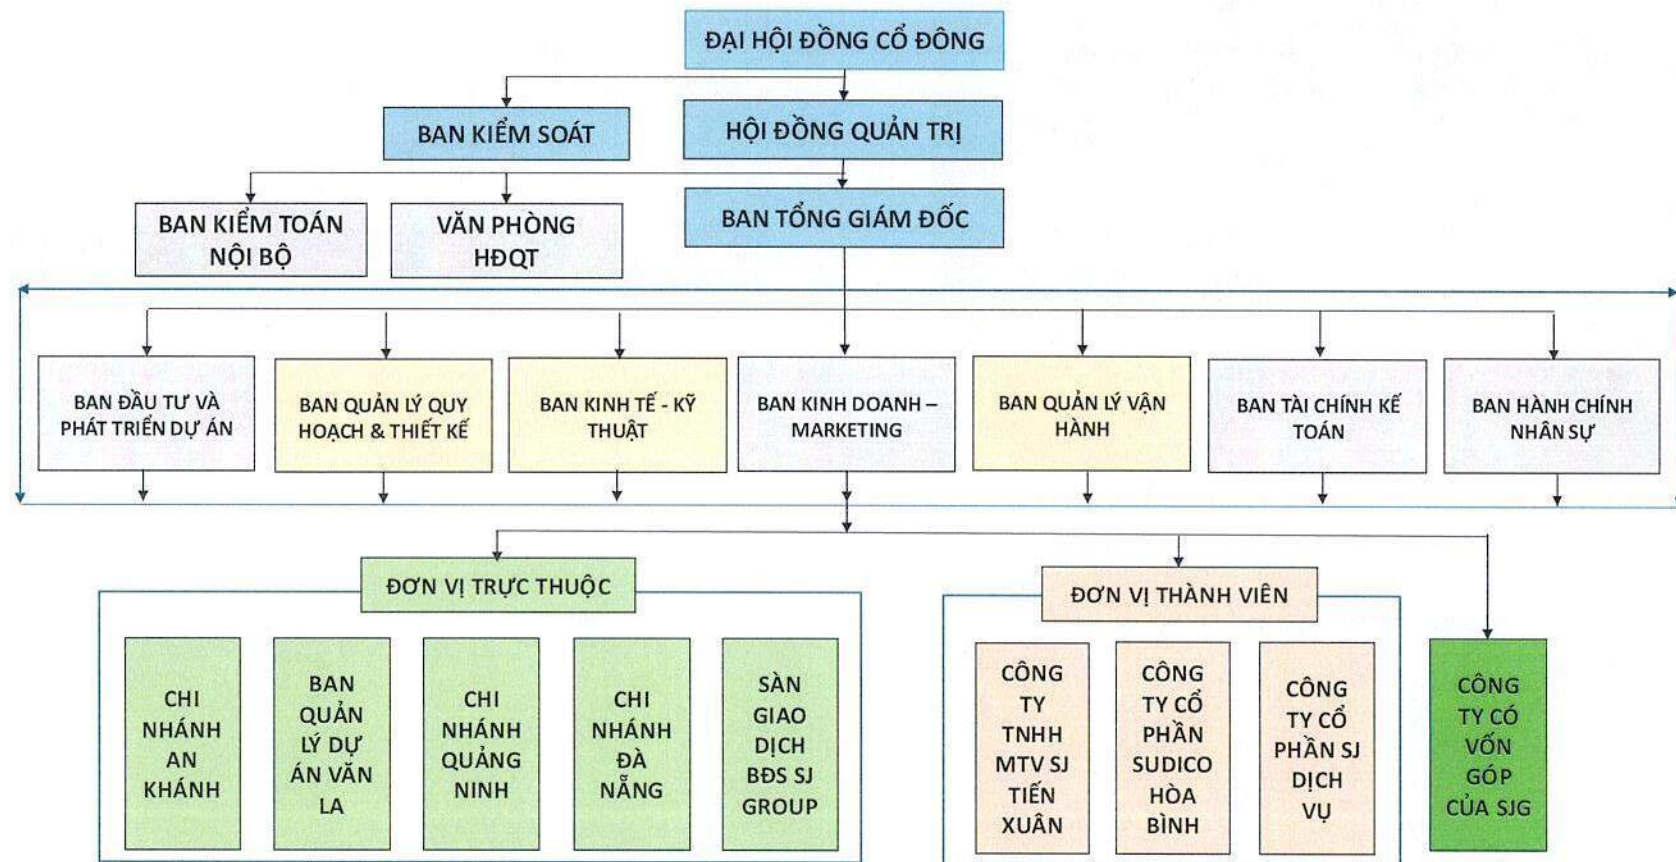 ĐẠI HỘI ĐỒNG CỔ ĐÔNG
BAN KIỂM SOÁT
HỘI ĐỒNG QUẢN TRỊ
BAN KIỂM TOÁN
NỘI BỘ
VĂN PHÒNG
HĐQT
BAN TỔNG GIÁM ĐỐC
BAN ĐẦU TƯ VÀ
PHÁT TRIỂN DỰ ÁN
BAN QUẢN LÝ QUY
HOẠCH & THIẾT KẾ
BAN KINH TẾ - KỸ
THUẬT
BAN KINH DOANH –
MARKETING
BAN QUẢN LÝ VẬN
HÀNH
BAN TÀI CHÍNH KẾ
TOÁN
BAN HÀNH CHÍNH
NHÂN SỰ
ĐƠN VỊ TRỰC THUỘC
CHI
NHÁNH
AN
KHÁNH
BAN
QUẢN
LÝ DỰ
ÁN VĂN
LA
CHI
NHÁNH
QUẢNG
NINH
CHI
NHÁNH
ĐÀ
NẴNG
SÀN
GIAO
DỊCH
BĐS SJ
GROUP
ĐƠN VỊ THÀNH VIÊN
CÔNG
TY
TNHH
MTV SJ
TIẾN
XUÂN
CÔNG
TY CỔ
PHẦN
SUDICO
HÒA
BÌNH
CÔNG
TY CỔ
PHẦN SJ
DỊCH
VỤ
CÔNG
TY CÓ
VỐN
GÓP
CỦA SJG